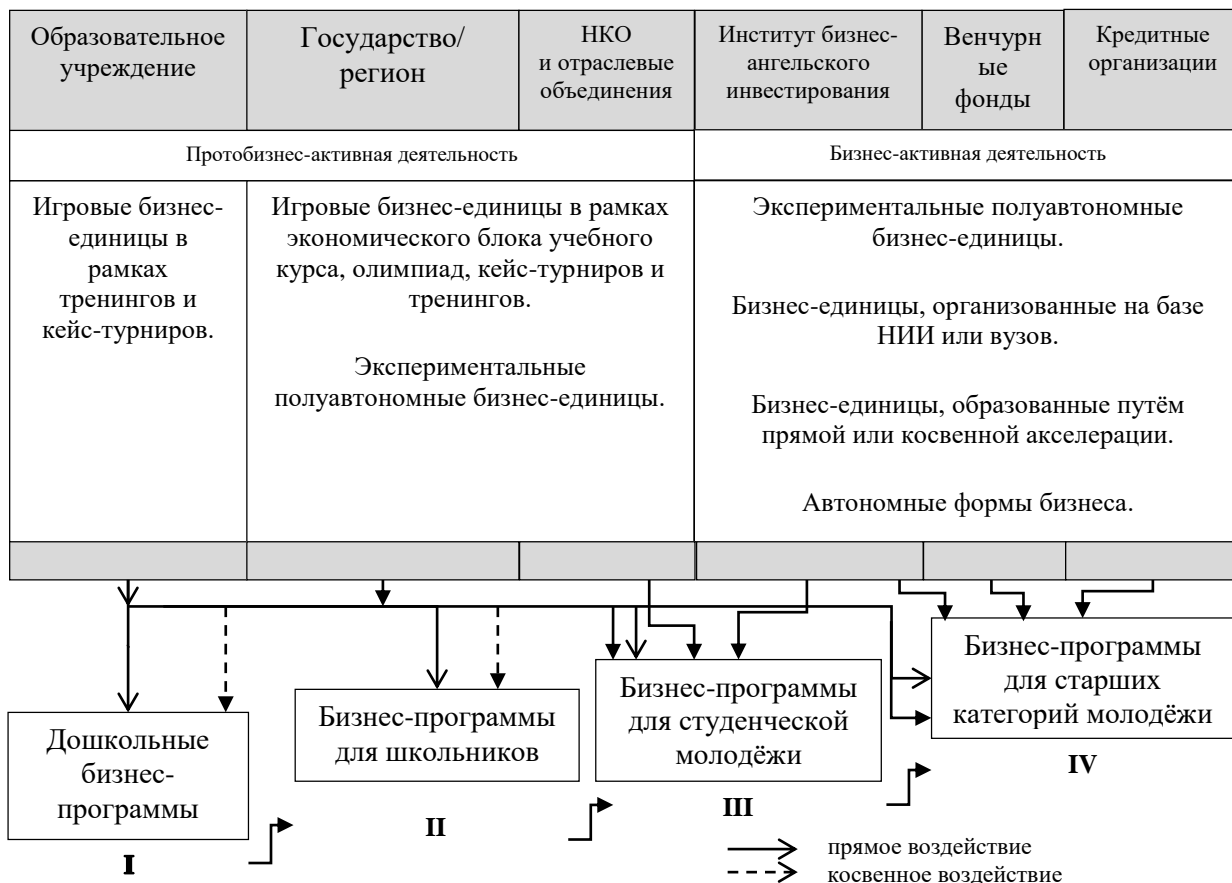 Образовательное
учреждение
Государство/
регион
НКО
и отраслевые
объединения
Институт бизнес-
ангельского
инвестирования
Венчурн
ые
фонды
Кредитные
организации
Протобизнес-активная деятельность
Бизнес-активная деятельность
Игровые бизнес-
единицы в
рамках
тренингов и
кейс-турниров.
Игровые бизнес-единицы в рамках
экономического блока учебного
курса, олимпиад, кейс-турниров и
тренингов.
Экспериментальные
полуавтономные бизнес-единицы.
Экспериментальные полуавтономные
бизнес-единицы.
Бизнес-единицы, организованные на базе
НИИ или вузов.
Бизнес-единицы, образованные путём
прямой или косвенной акселерации.
Автономные формы бизнеса.
Дошкольные
бизнес-
программы
I
Бизнес-программы
для школьников
II
Бизнес-программы
для студенческой
молодёжи
III
Бизнес-программы
для старших
категорий молодёжи
IV
прямое воздействие
косвенное воздействие